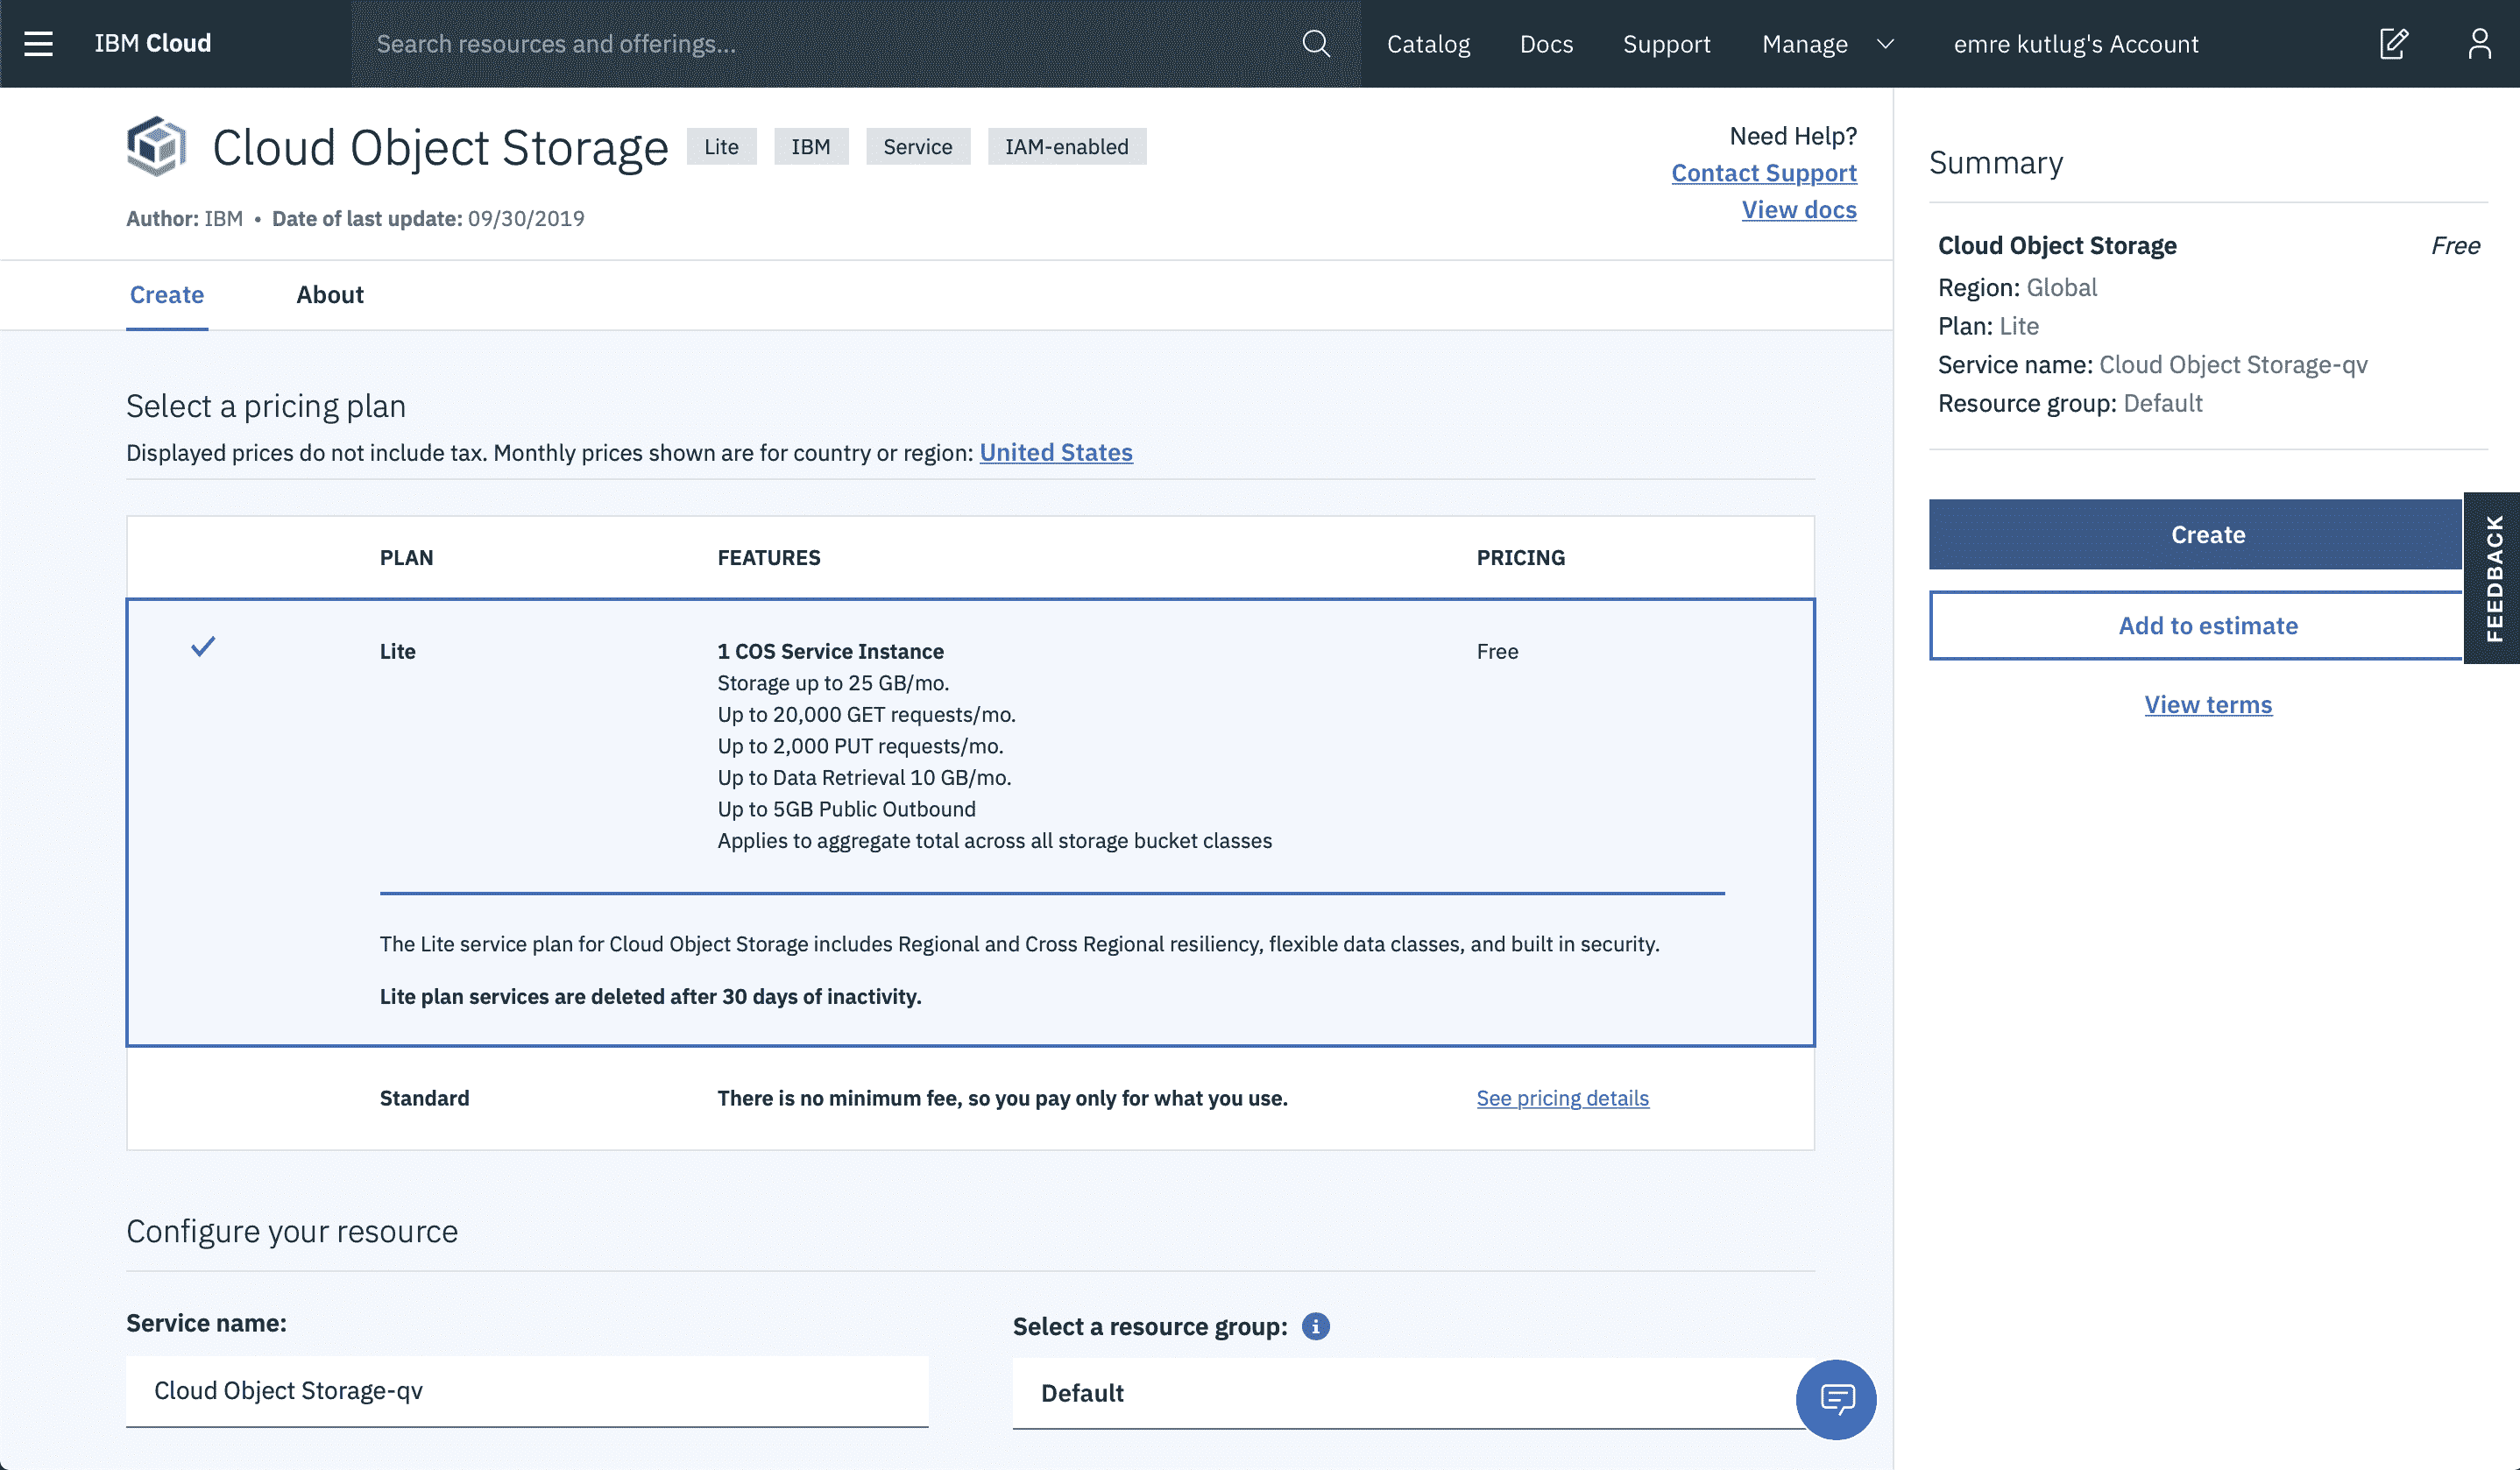 IBM Cloud
Search resources and offerings...
Catalog
Docs
Support
Manage
emre kutlug's Account
Cloud Object Storage
Lite
IBM
Service
IAM-enabled
Author: IBM • Date of last update: 09/30/2019
Need Help?
Contact Support
View docs
Create
About
Select a pricing plan
Displayed prices do not include tax. Monthly prices shown are for country or region: United States
PLAN FEATURES PRICING
Lite
1 COS Service Instance
Free
Storage up to 25 GB/mo.
Up to 20,000 GET requests/mo.
Up to 2,000 PUT requests/mo.
Up to Data Retrieval 10 GB/mo.
Up to 5GB Public Outbound
Applies to aggregate total across all storage bucket classes
The Lite service plan for Cloud Object Storage includes Regional and Cross Regional resiliency, flexible data classes, and built in security.
Lite plan services are deleted after 30 days of inactivity.
Standard
There is no minimum fee, so you pay only for what you use.
See pricing details
Configure your resource
Service name:
Cloud Object Storage-qv
Select a resource group:
Default
Summary
Cloud Object Storage Free
Region: Global
Plan: Lite
Service name: Cloud Object Storage-qv
Resource group: Default
Create
Add to estimate
View terms
FEEDBACK